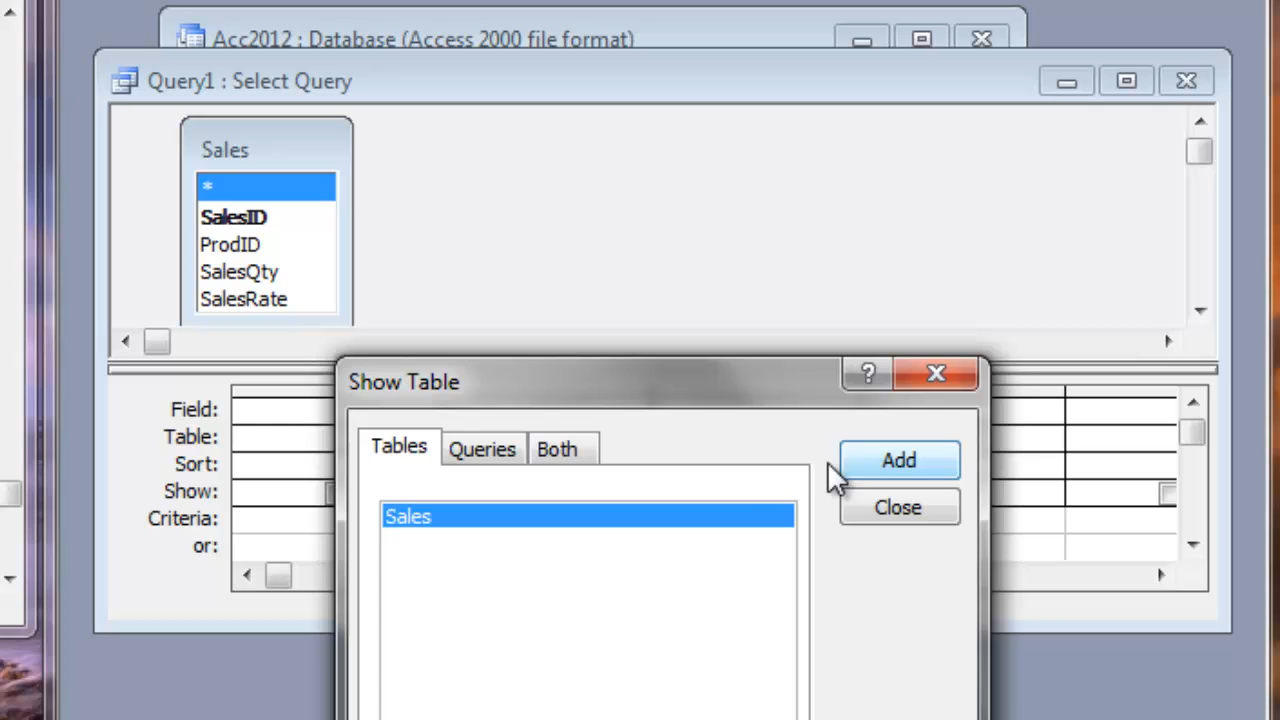 Acc2012 : Database (Access 2000 file format)
Query1 : Select Query
Sales
*
SalesID
ProdID
SalesQty
SalesRate
Show Table
?
Field:
Table:
Sort:
Show:
Criteria:
or:
Tables Queries Both
Add
Sales
Close